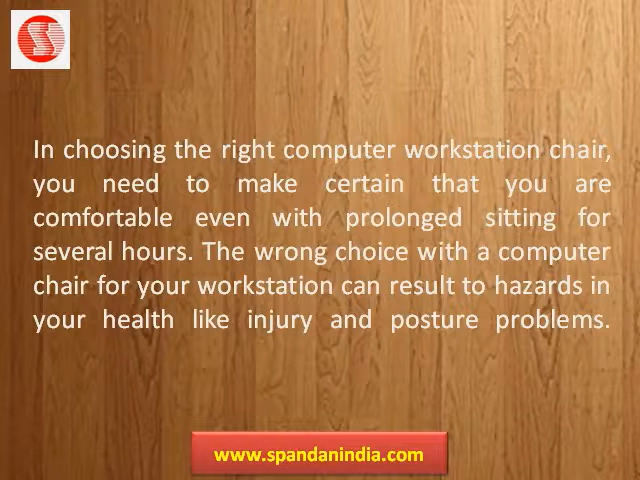 In choosing the right computer workstation chair,
you need to make certain that you are
comfortable even with prolonged sitting for
several hours. The wrong choice with a computer
chair for your workstation can result to hazards in
your health like injury and posture problems.
www.spandanindia.com